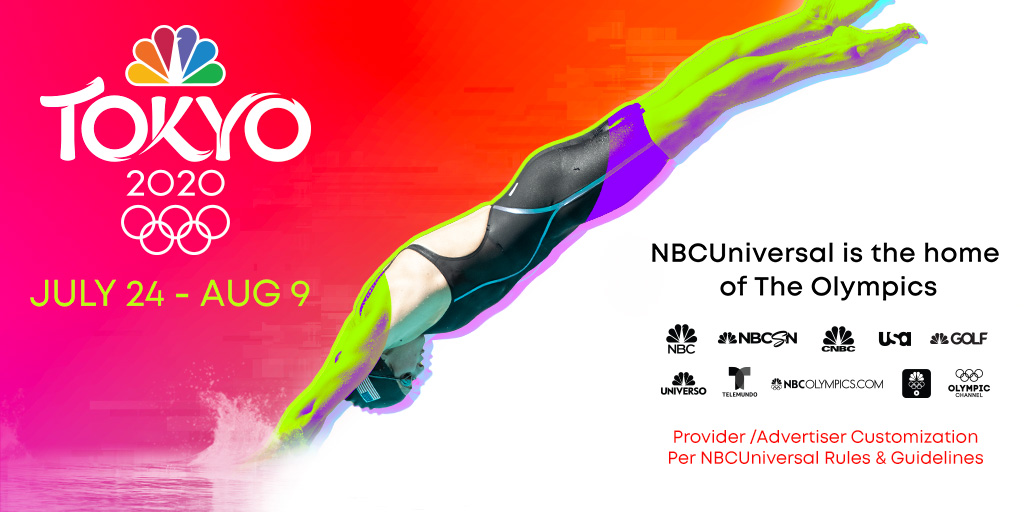 TOKYO
2020
JULY 24 - AUG 9
NBCUniversal is the home
of The Olympics
NBC NBCSN CNBC USA GOLF
UNIVERSO TELEMUNDO NBCOLYMPICS.COM OLYMPIC
CHANNEL
Provider /Advertiser Customization
Per NBCUniversal Rules & Guidelines